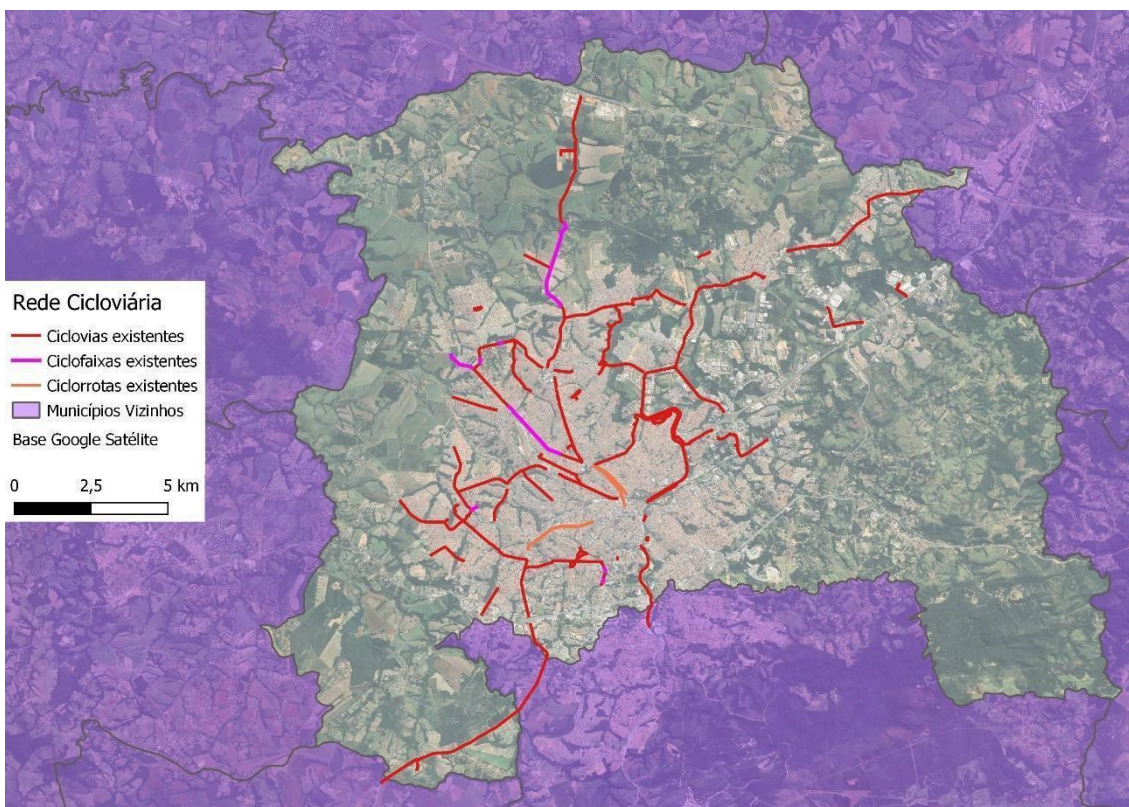 Rede Cicloviária
Ciclovias existentes
Ciclofaixas existentes
Ciclorrotas existentes
Municípios Vizinhos
Base Google Satélite
0 2,5 5 km